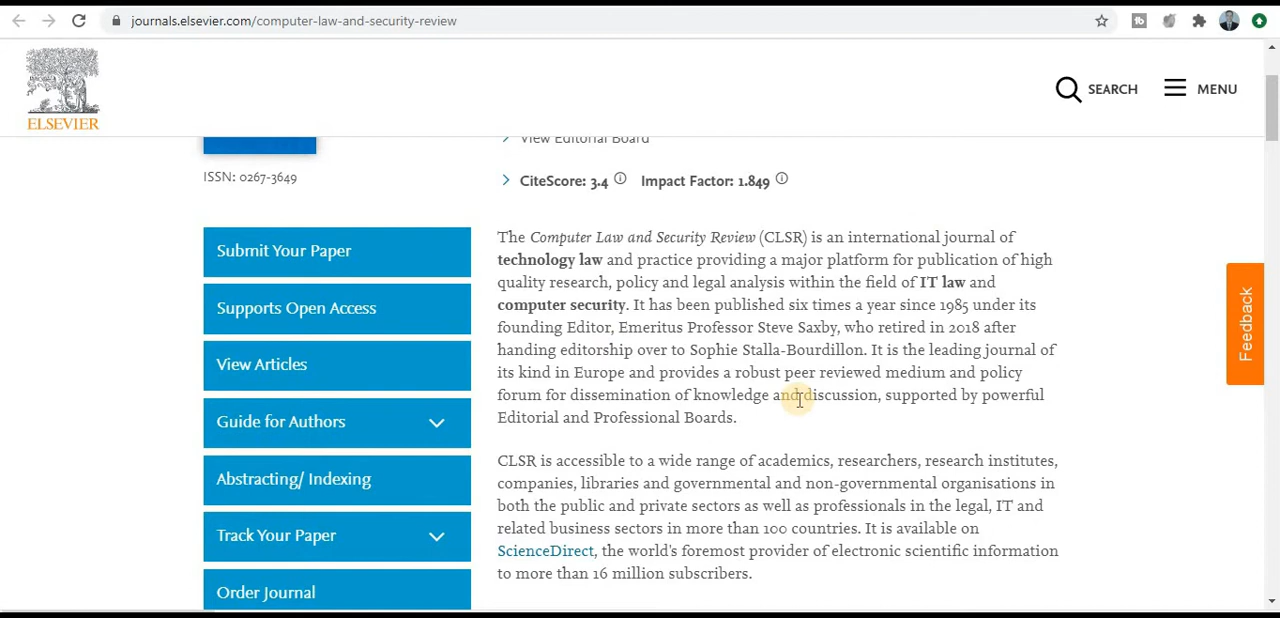 journals.elsevier.com/computer-law-and-security-review
ELSEVIER
SEARCH
MENU
View Editorial Board
ISSN: 0267-3649
CiteScore: 3.4 Impact Factor: 1.849
Submit Your Paper
Supports Open Access
View Articles
Guide for Authors
Abstracting/ Indexing
Track Your Paper
Order Journal
The Computer Law and Security Review (CLSR) is an international journal of
technology law and practice providing a major platform for publication of high
quality research, policy and legal analysis within the field of IT law and
computer security. It has been published six times a year since 1985 under its
founding Editor, Emeritus Professor Steve Saxby, who retired in 2018 after
handing editorship over to Sophie Stalla-Bourdillon. It is the leading journal of
its kind in Europe and provides a robust peer reviewed medium and policy
forum for dissemination of knowledge and discussion, supported by powerful
Editorial and Professional Boards.
CLSR is accessible to a wide range of academics, researchers, research institutes,
companies, libraries and governmental and non-governmental organisations in
both the public and private sectors as well as professionals in the legal, IT and
related business sectors in more than 100 countries. It is available on
ScienceDirect, the world's foremost provider of electronic scientific information
to more than 16 million subscribers.
Feedback